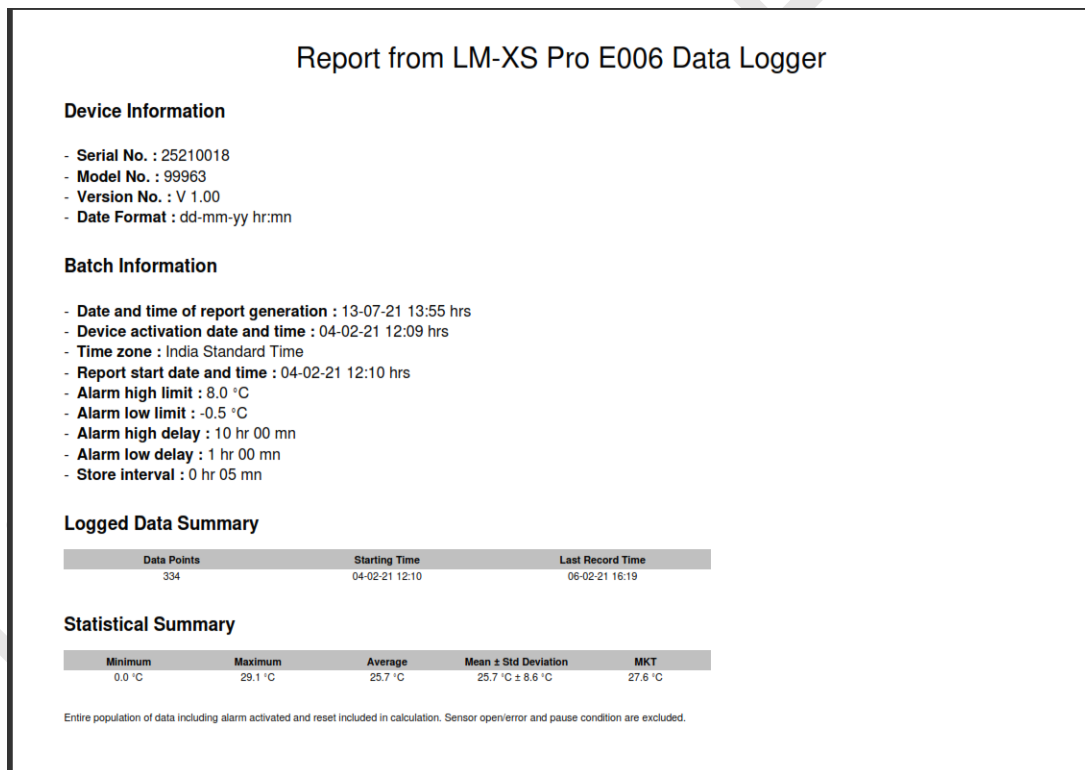 Report from LM-XS Pro E006 Data Logger
Device Information
- Serial No. : 25210018
- Model No. : 99963
- Version No. : V 1.00
- Date Format : dd-mm-yy hr:mn
Batch Information
- Date and time of report generation : 13-07-21 13:55 hrs
- Device activation date and time : 04-02-21 12:09 hrs
- Time zone : India Standard Time
- Report start date and time : 04-02-21 12:10 hrs
- Alarm high limit : 8.0 °C
- Alarm low limit : -0.5 °C
- Alarm high delay : 10 hr 00 mn
- Alarm low delay : 1 hr 00 mn
- Store interval : 0 hr 05 mn
Logged Data Summary
Data Points Starting Time Last Record Time
334 04-02-21 12:10 06-02-21 16:19
Statistical Summary
Minimum Maximum Average Mean ± Std Deviation MKT
0.0 °C 29.1 °C 25.7 °C 25.7 °C ± 8.6 °C 27.6 °C
Entire population of data including alarm activated and reset included in calculation. Sensor open/error and pause condition are excluded.